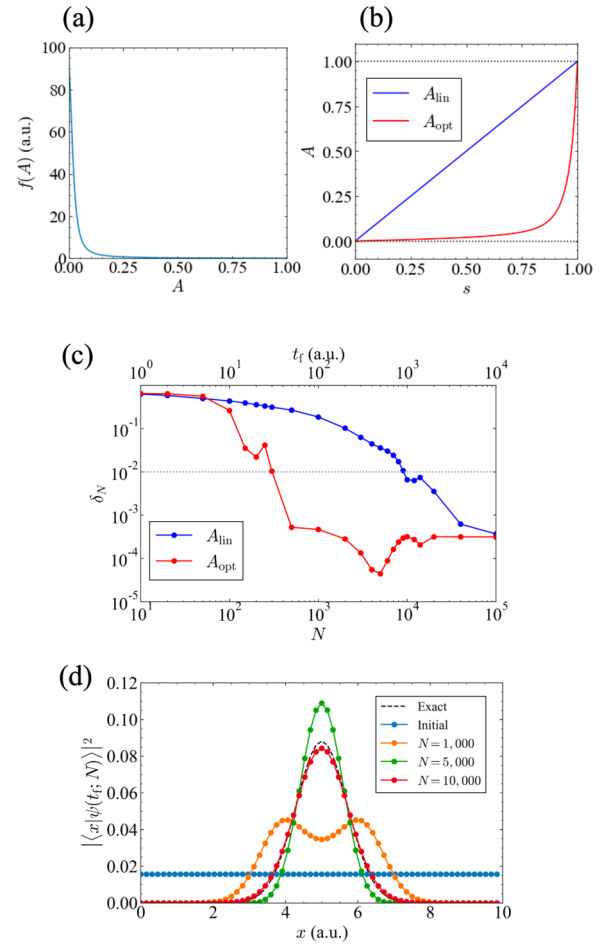 (a)
100
80
60
40
20
0
0.00 0.25 0.50 0.75 1.00
f(A) (a.u.)
A
(b)
1.00
0.75
0.50
0.25
0.00
0.00 0.25 0.50 0.75 1.00
A
s
A_lin
A_opt
(c)
t_f (a.u.)
10^0 10^1 10^2 10^3 10^4
10^-1
10^-2
10^-3
10^-4
10^-5
δ_N
A_lin
A_opt
10^1 10^2 10^3 10^4 10^5
N
(d)
0.12
0.10
0.08
0.06
0.04
0.02
0.00
|⟨x|ψ(t_f; N)⟩|^2
Exact
Initial
N = 1,000
N = 5,000
N = 10,000
0 2 4 6 8 10
x (a.u.)